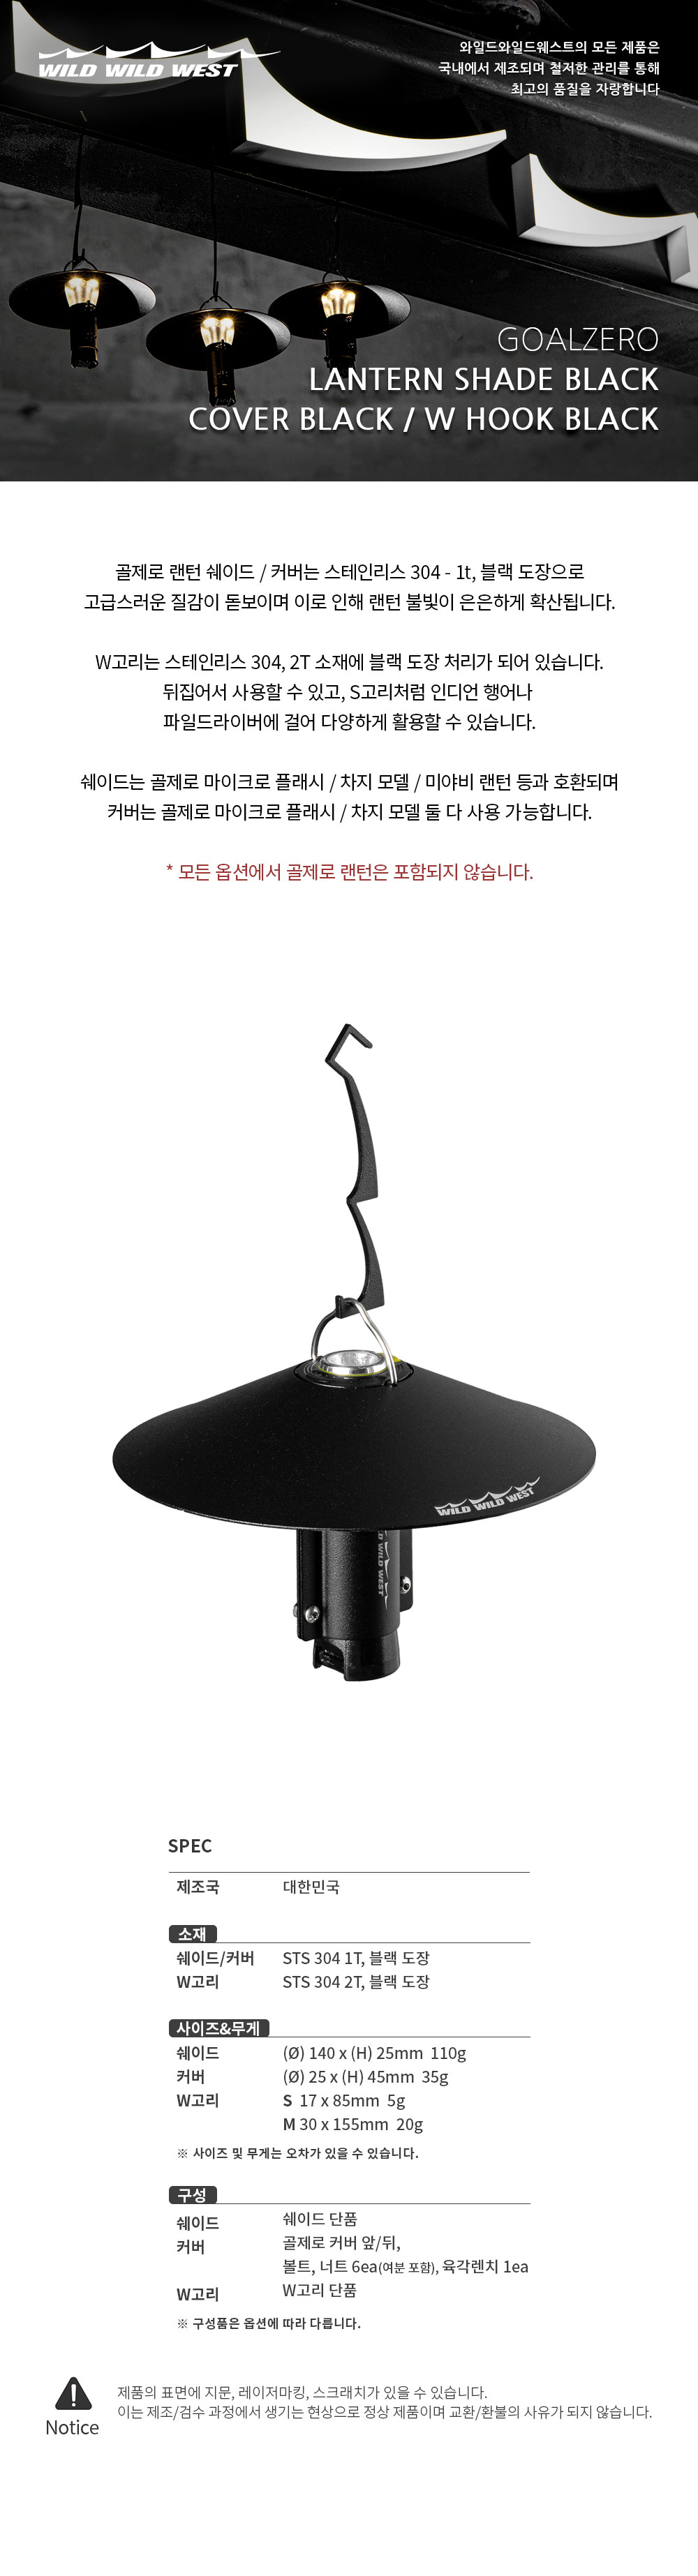 WILD WILD WEST
와일드와일드웨스트의 모든 제품은
국내에서 제조되며 철저한 관리를 통해
최고의 품질을 자랑합니다
GOALZERO
LANTERN SHADE BLACK
COVER BLACK / W HOOK BLACK
골제로 랜턴 쉐이드 / 커버는 스테인리스 304 - 1t, 블랙 도장으로
고급스러운 질감이 돋보이며 이로 인해 랜턴 불빛이 은은하게 확산됩니다.
W고리는 스테인리스 304, 2T 소재에 블랙 도장 처리가 되어 있습니다.
뒤집어서 사용할 수 있고, S고리처럼 인디언 행어나
파일드라이버에 걸어 다양하게 활용할 수 있습니다.
쉐이드는 골제로 마이크로 플래시 / 차지 모델 / 미야비 랜턴 등과 호환되며
커버는 골제로 마이크로 플래시 / 차지 모델 둘 다 사용 가능합니다.
* 모든 옵션에서 골제로 랜턴은 포함되지 않습니다.
WILD WILD WEST
D WILD WEST
SPEC
제조국 대한민국
소재
쉐이드/커버 STS 304 1T, 블랙 도장
W고리 STS 304 2T, 블랙 도장
사이즈&무게
쉐이드 (Ø) 140 x (H) 25mm 110g
커버 (Ø) 25 x (H) 45mm 35g
W고리 S 17 x 85mm 5g
M 30 x 155mm 20g
※ 사이즈 및 무게는 오차가 있을 수 있습니다.
구성
쉐이드 쉐이드 단품
커버 골제로 커버 앞/뒤,
볼트, 너트 6ea(여분 포함), 육각렌치 1ea
W고리 W고리 단품
※ 구성품은 옵션에 따라 다릅니다.
Notice
제품의 표면에 지문, 레이저마킹, 스크래치가 있을 수 있습니다.
이는 제조/검수 과정에서 생기는 현상으로 정상 제품이며 교환/환불의 사유가 되지 않습니다.